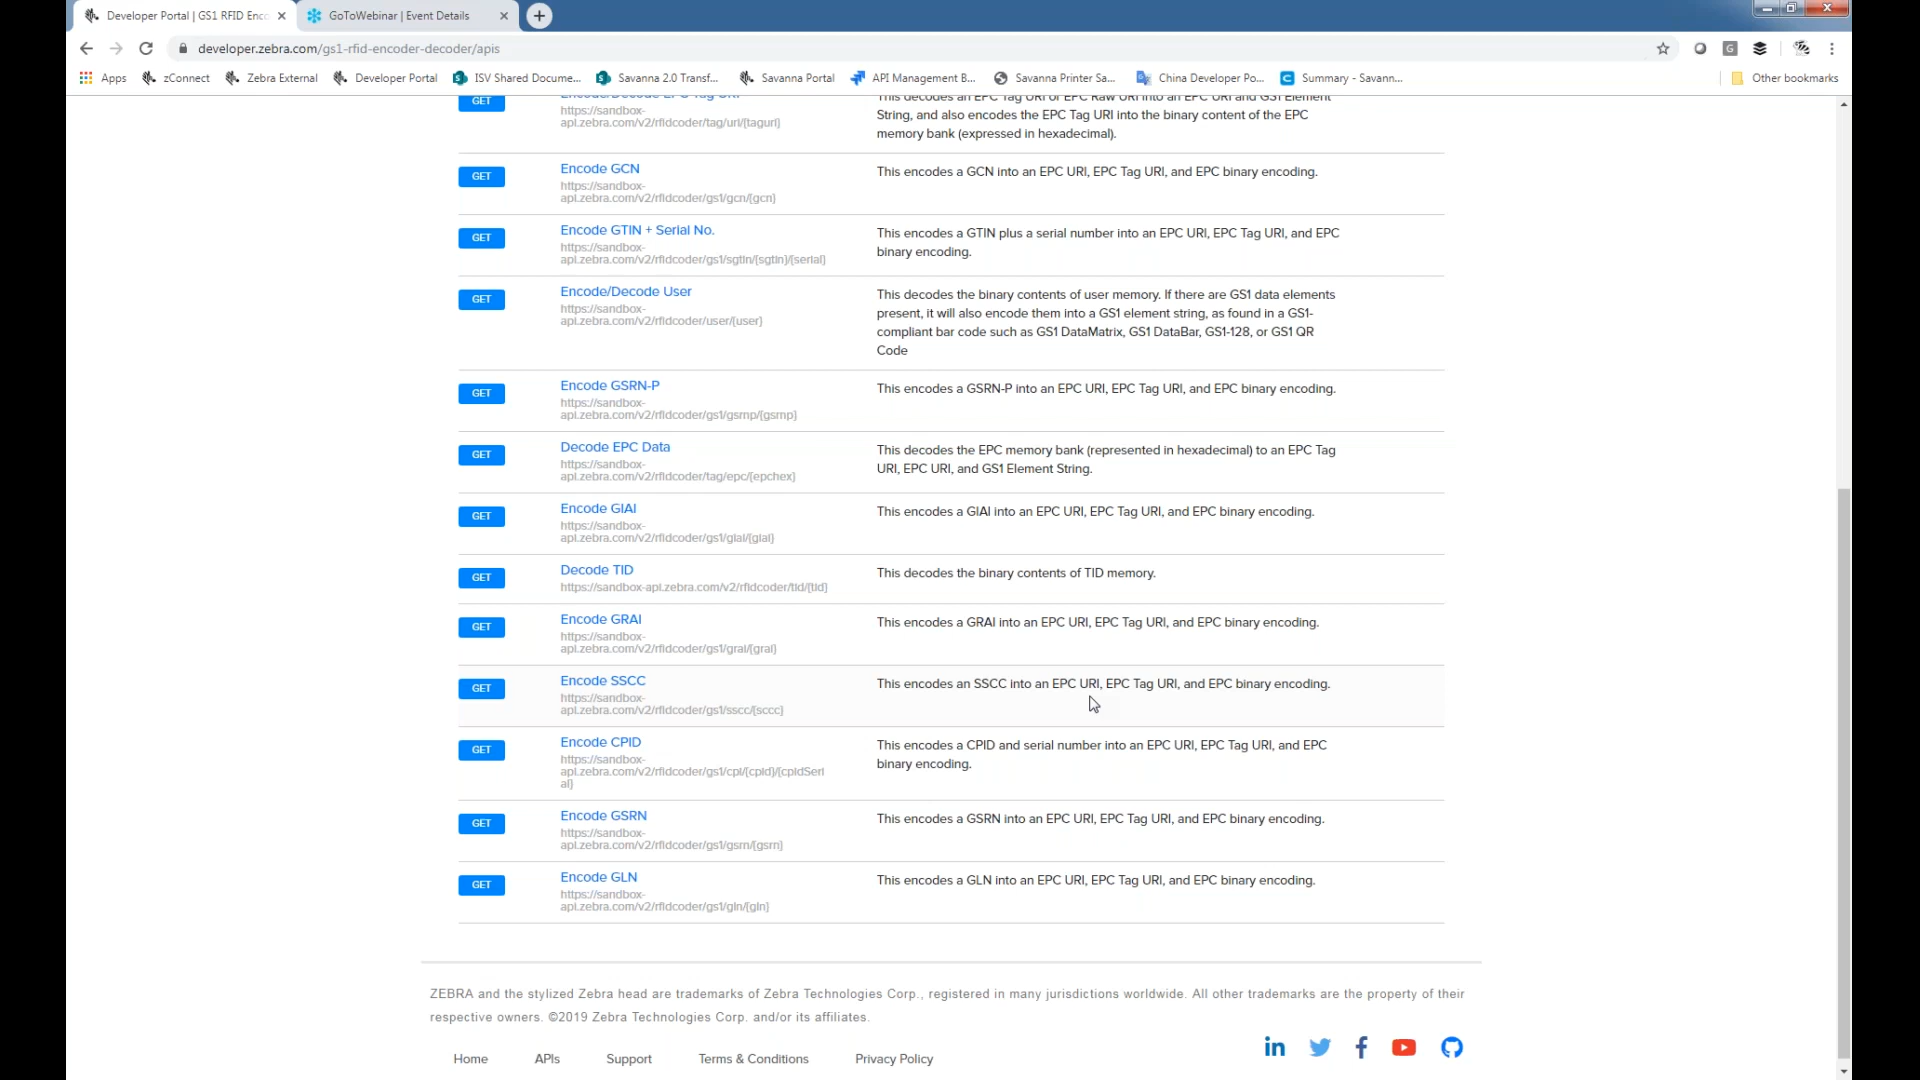 Developer Portal | GS1 RFID Enco
GoToWebinar | Event Details
developer.zebra.com/gs1-rfid-encoder-decoder/apis
Apps
zConnect
Zebra External
Developer Portal
ISV Shared Docume...
Savanna 2.0 Transf...
Savanna Portal
API Management B...
Savanna Printer Sa...
China Developer Po...
Summary - Savann...
Other bookmarks
GET
Encode/Decode EPC Tag URI
https://sandbox-
api.zebra.com/v2/rfidcoder/tag/uri/{taguri}
This decodes an EPC Tag URI or EPC Raw URI into an EPC URI and GS1 Element
String, and also encodes the EPC Tag URI into the binary content of the EPC
memory bank (expressed in hexadecimal).
GET
Encode GCN
https://sandbox-
api.zebra.com/v2/rfidcoder/gs1/gcn/{gcn}
This encodes a GCN into an EPC URI, EPC Tag URI, and EPC binary encoding.
GET
Encode GTIN + Serial No.
https://sandbox-
api.zebra.com/v2/rfidcoder/gs1/sgtin/{sgtin}/{serial}
This encodes a GTIN plus a serial number into an EPC URI, EPC Tag URI, and EPC
binary encoding.
GET
Encode/Decode User
https://sandbox-
api.zebra.com/v2/rfidcoder/user/{user}
This decodes the binary contents of user memory. If there are GS1 data elements
present, it will also encode them into a GS1 element string, as found in a GS1-
compliant bar code such as GS1 DataMatrix, GS1 DataBar, GS1-128, or GS1 QR
Code
GET
Encode GSRN-P
https://sandbox-
api.zebra.com/v2/rfidcoder/gs1/gsrnp/{gsrnp}
This encodes a GSRN-P into an EPC URI, EPC Tag URI, and EPC binary encoding.
GET
Decode EPC Data
https://sandbox-
api.zebra.com/v2/rfidcoder/tag/epc/{epchex}
This decodes the EPC memory bank (represented in hexadecimal) to an EPC Tag
URI, EPC URI, and GS1 Element String.
GET
Encode GIAI
https://sandbox-
api.zebra.com/v2/rfidcoder/gs1/giai/{giai}
This encodes a GIAI into an EPC URI, EPC Tag URI, and EPC binary encoding.
GET
Decode TID
https://sandbox-api.zebra.com/v2/rfidcoder/tid/{tid}
This decodes the binary contents of TID memory.
GET
Encode GRAI
https://sandbox-
api.zebra.com/v2/rfidcoder/gs1/grai/{grai}
This encodes a GRAI into an EPC URI, EPC Tag URI, and EPC binary encoding.
GET
Encode SSCC
https://sandbox-
api.zebra.com/v2/rfidcoder/gs1/sscc/{sccc}
This encodes an SSCC into an EPC URI, EPC Tag URI, and EPC binary encoding.
GET
Encode CPID
https://sandbox-
api.zebra.com/v2/rfidcoder/gs1/cpi/{cpid}/{cpidSeri
al}
This encodes a CPID and serial number into an EPC URI, EPC Tag URI, and EPC
binary encoding.
GET
Encode GSRN
https://sandbox-
api.zebra.com/v2/rfidcoder/gs1/gsrn/{gsrn}
This encodes a GSRN into an EPC URI, EPC Tag URI, and EPC binary encoding.
GET
Encode GLN
https://sandbox-
api.zebra.com/v2/rfidcoder/gs1/gln/{gln}
This encodes a GLN into an EPC URI, EPC Tag URI, and EPC binary encoding.
ZEBRA and the stylized Zebra head are trademarks of Zebra Technologies Corp., registered in many jurisdictions worldwide. All other trademarks are the property of their
respective owners. ©2019 Zebra Technologies Corp. and/or its affiliates.
Home
APIs
Support
Terms & Conditions
Privacy Policy